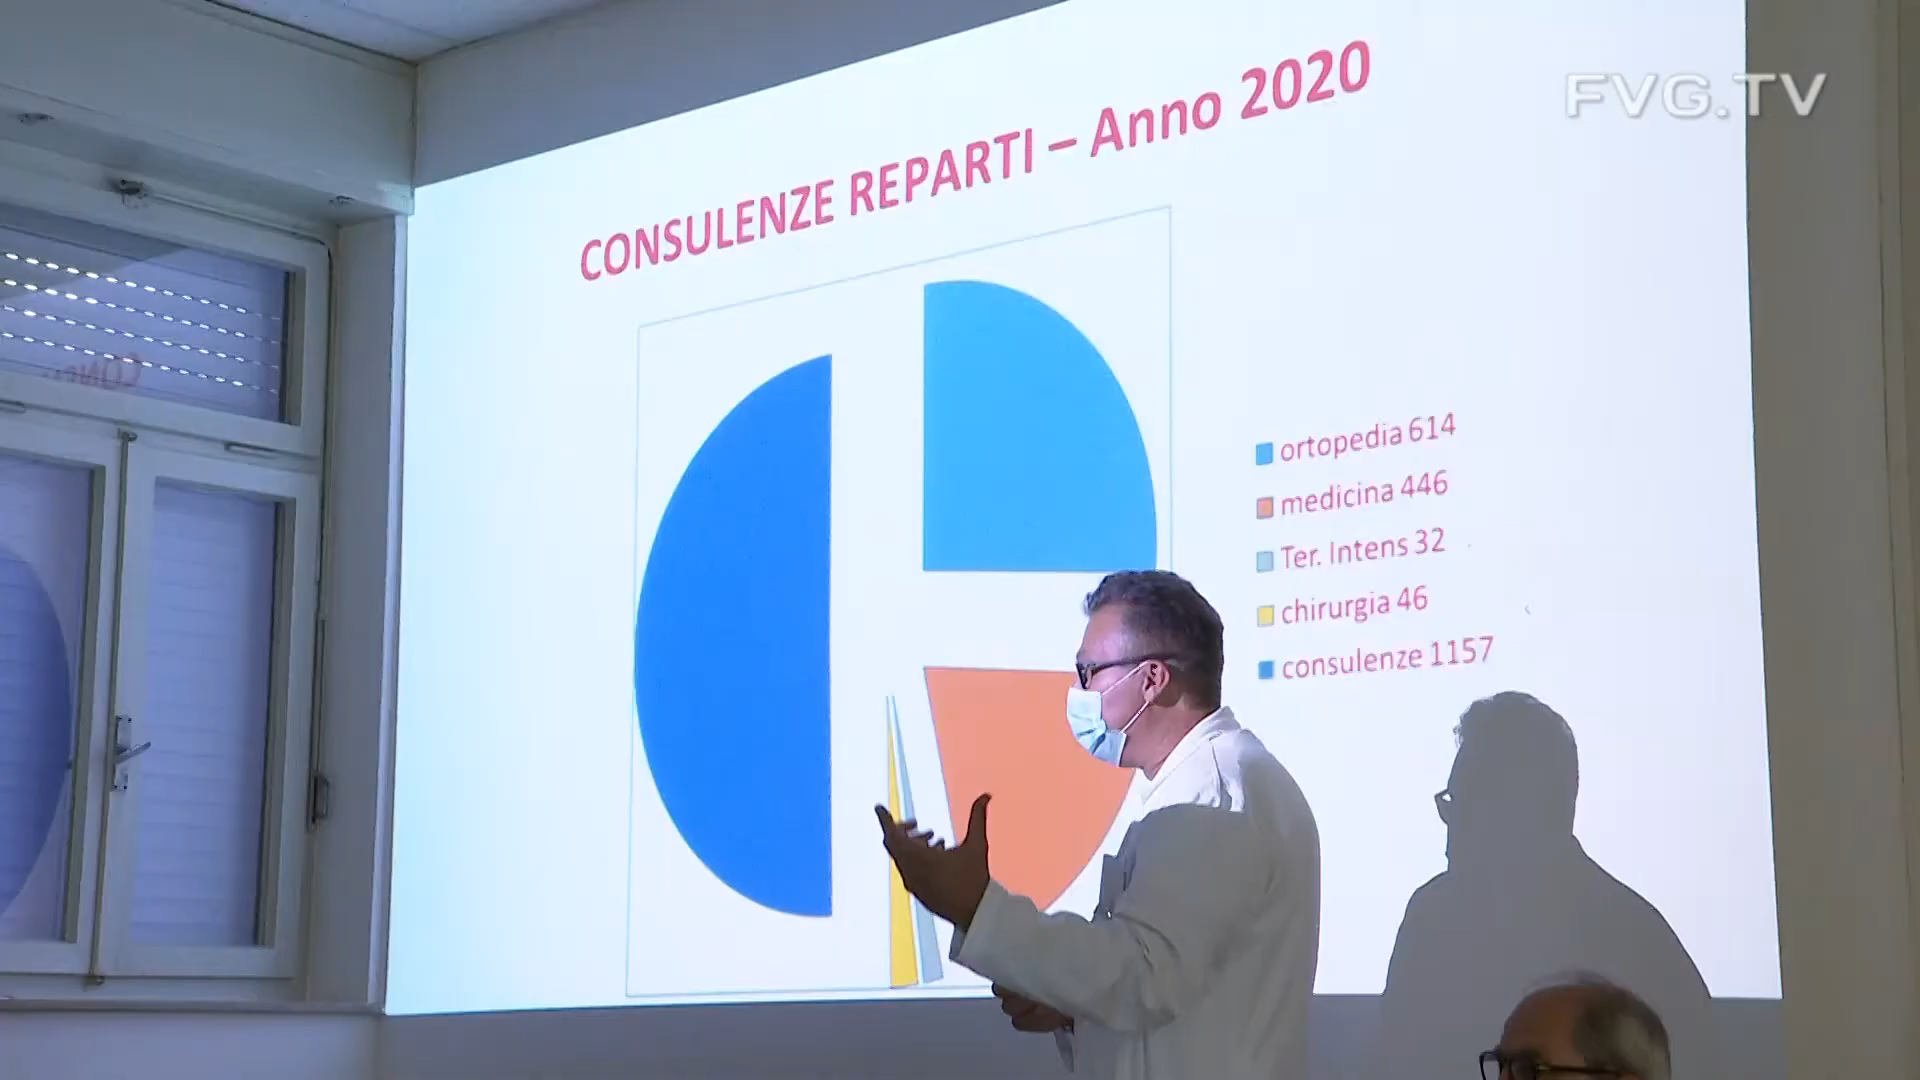 FVG.TV
CONSULENZE REPARTI – Anno 2020
ortopedia 614
medicina 446
Ter. Intens 32
chirurgia 46
consulenze 1157